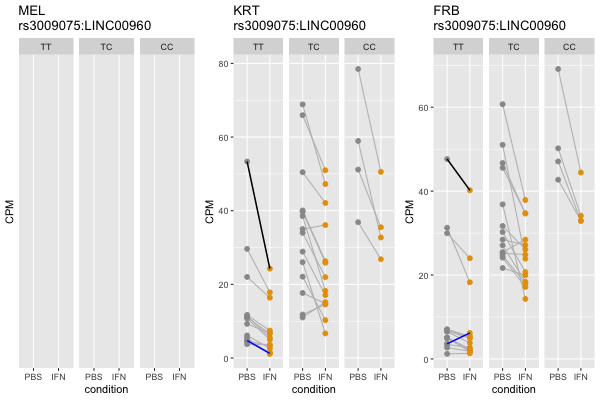 MEL
rs3009075:LINC00960
TT TC CC
CPM
PBS IFN PBS IFN PBS IFN
condition
KRT
rs3009075:LINC00960
TT TC CC
80
60
40
20
0
CPM
PBS IFN PBS IFN PBS IFN
condition
FRB
rs3009075:LINC00960
TT TC CC
60
40
20
0
CPM
PBS IFN PBS IFN PBS IFN
condition